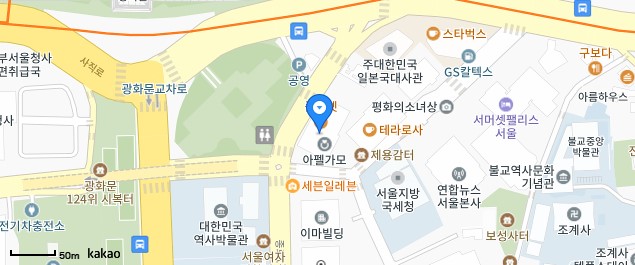 스타벅스
구보다
부서울청사
편취급국
사직로
주대한민국
일본국대사관
GS칼텍스
공영
광화문교차로
아름하우스
평화의소녀상
서머셋팰리스
서울
테라로사
불교중앙
박물관
아펠가모
제용감터
불교역사문화
기념관
광화문
124위 시복터
세븐일레븐
서울지방
국세청
연합뉴스
서울본사
전기차충전소
대한민국
역사박물관
이마빌딩
보성사터
조계사
서울여자
조계사
50m kakao